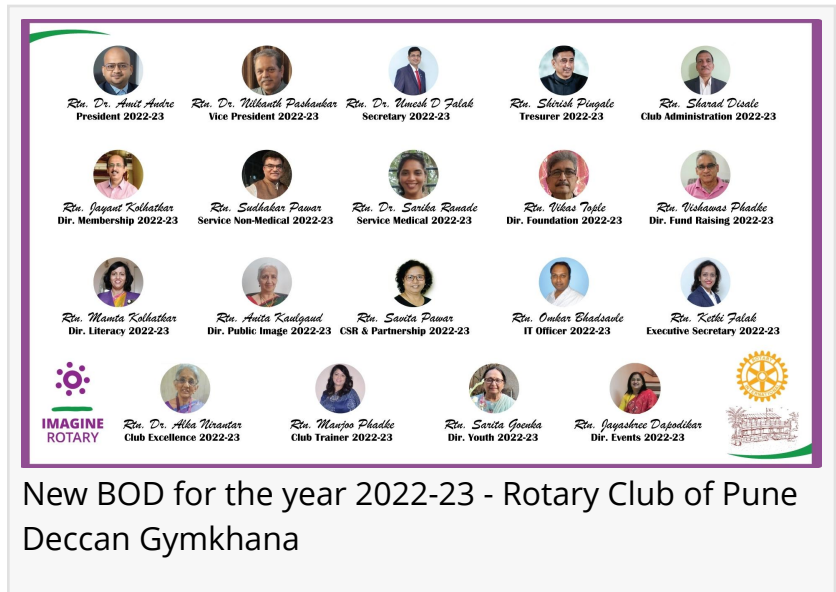 Rtn. Dr. Amit Andre
President 2022-23
Rtn. Dr. Nilkanth Pashankar
Vice President 2022-23
Rtn. Dr. Umesh D Falak
Secretary 2022-23
Rtn. Shirish Pingale
Tresurer 2022-23
Rtn. Sharad Disale
Club Administration 2022-23
Rtn. Jayant Kolhatkar
Dir. Membership 2022-23
Rtn. Sudhakar Pawar
Service Non-Medical 2022-23
Rtn. Dr. Sarika Ranade
Service Medical 2022-23
Rtn. Vikas Tople
Dir. Foundation 2022-23
Rtn. Vishawas Phadke
Dir. Fund Raising 2022-23
Rtn. Mamta Kolhatkar
Dir. Literacy 2022-23
Rtn. Anita Kaulgaud
Dir. Public Image 2022-23
Rtn. Savita Pawar
CSR & Partnership 2022-23
Rtn. Omkar Bhadsavle
IT Officer 2022-23
Rtn. Ketki Falak
Executive Secretary 2022-23
IMAGINE
ROTARY
Rtn. Dr. Alka Nirantar
Club Excellence 2022-23
Rtn. Manjoo Phadke
Club Trainer 2022-23
Rtn. Sarita Goenka
Dir. Youth 2022-23
Rtn. Jayashree Dapodikar
Dir. Events 2022-23
New BOD for the year 2022-23 - Rotary Club of Pune
Deccan Gymkhana